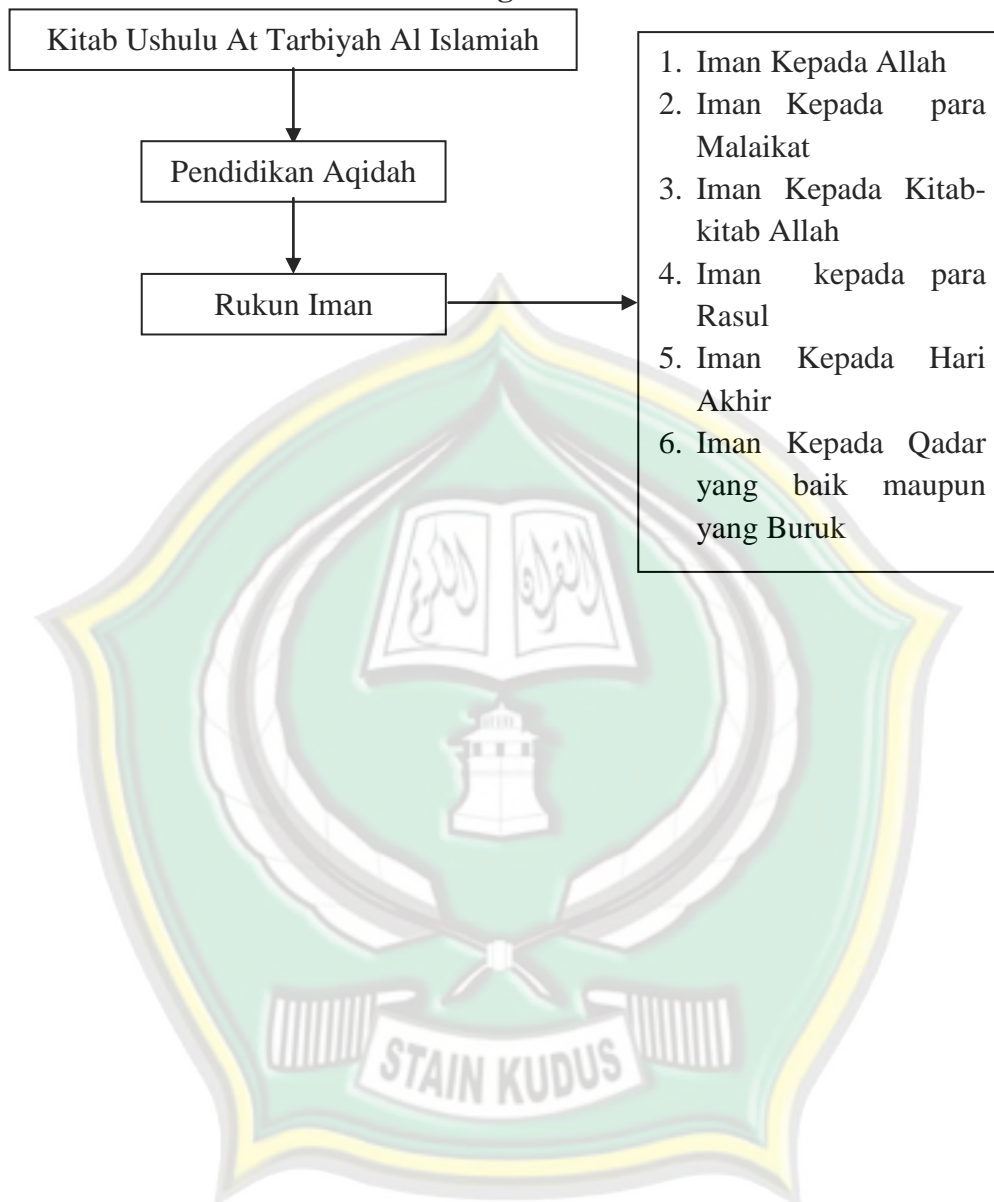 Kitab Ushulu At Tarbiyah Al Islamiah
Pendidikan Aqidah
Rukun Iman
1. Iman Kepada Allah
2. Iman Kepada para
Malaikat
3. Iman Kepada Kitab-
kitab Allah
4. Iman kepada para
Rasul
5. Iman Kepada Hari
Akhir
6. Iman Kepada Qadar
yang baik maupun
yang Buruk
STAIN KUDUS